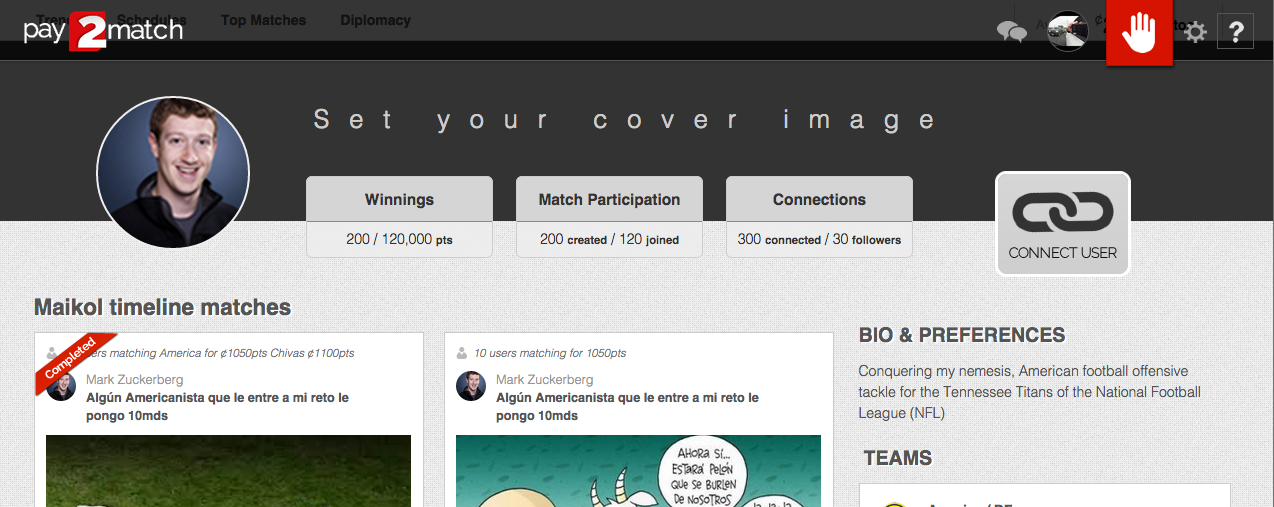 Schedules Top Matches Diplomacy
pay2match
?
Set your cover image
Winnings
200 / 120,000 pts
Match Participation
200 created / 120 joined
Connections
300 connected / 30 followers
CONNECT USER
Maikol timeline matches
Completed
matching America for ¢1050pts Chivas ¢1100pts
Mark Zuckerberg
Algún Americanista que le entre a mi reto le
pongo 10mds
10 users matching for 1050pts
Mark Zuckerberg
Algún Americanista que le entre a mi reto le
pongo 10mds
AHORA SÍ...
ESTARÁ PELÓN
QUE SE BURLEN
DE NOSOTROS
BIO & PREFERENCES
Conquering my nemesis, American football offensive
tackle for the Tennessee Titans of the National Football
League (NFL)
TEAMS